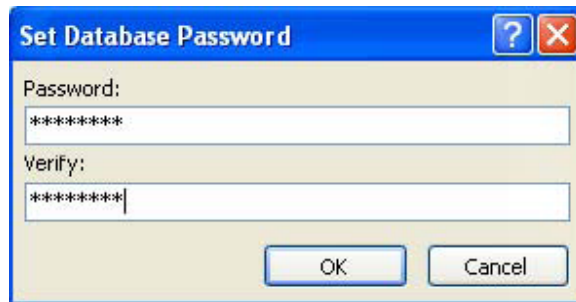 Set Database Password ?
Password:
********
Verify:
********
OK Cancel